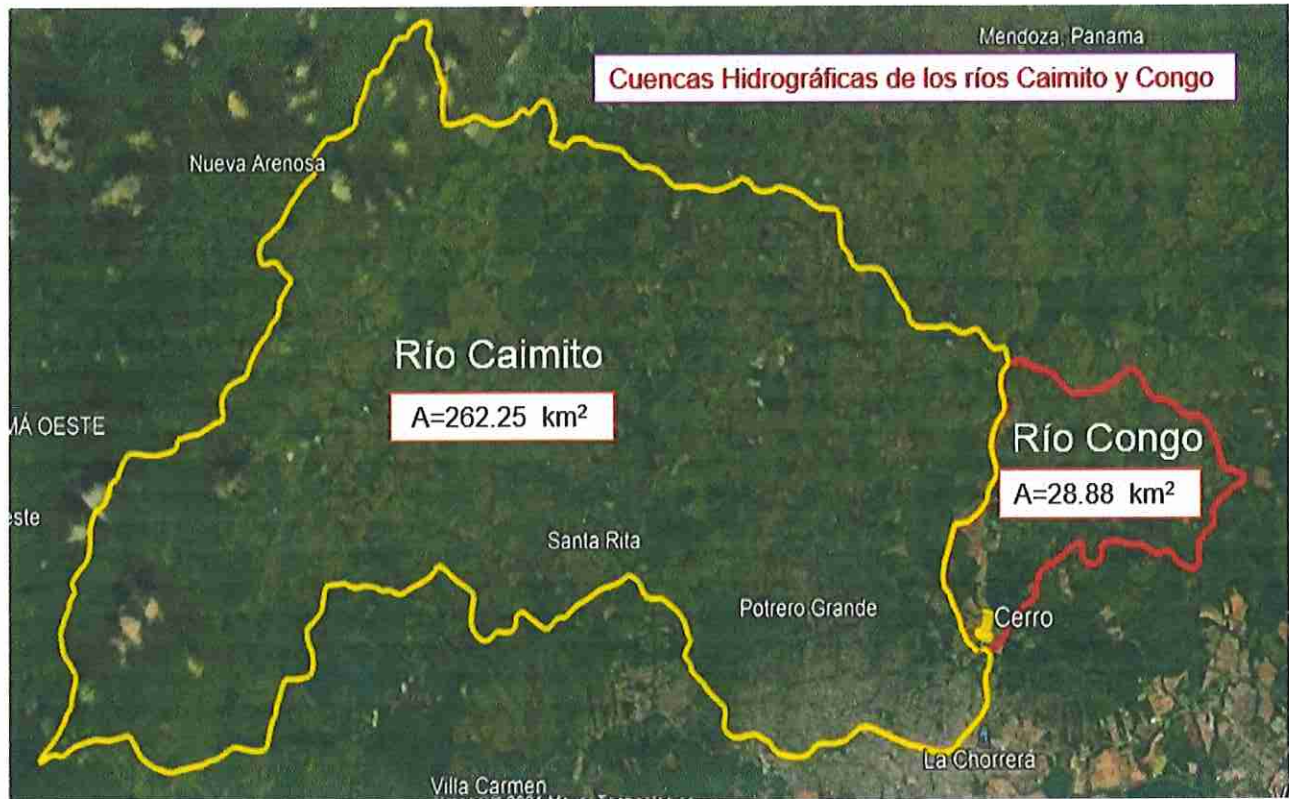 Mendoza, Panama
Cuencas Hidrográficas de los ríos Caimito y Congo
Nueva Arenosa
Río Caimito
A=262.25 km²
MÁ OESTE
Río Congo
A=28.88 km²
este
Santa Rita
Potrero Grande
Cerro
La Chorrera
Villa Carmen